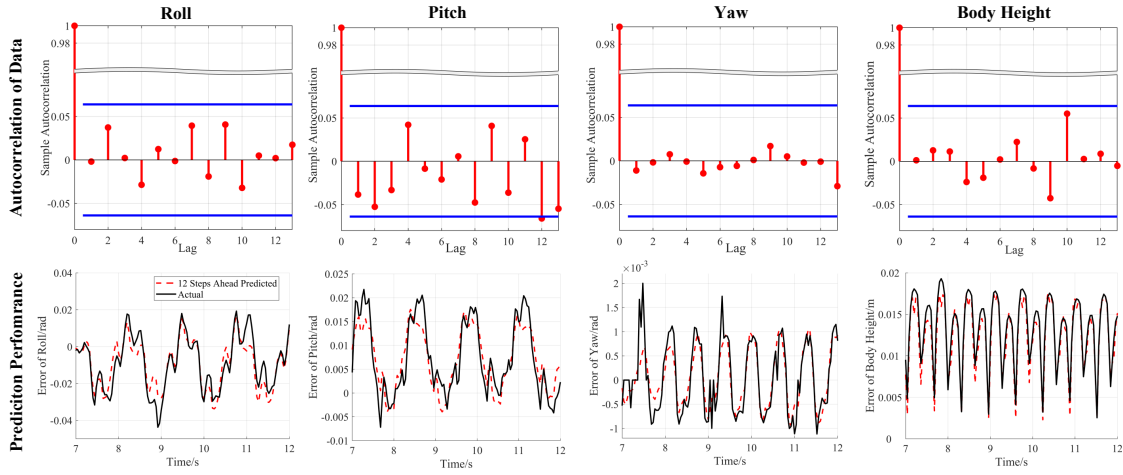 Roll
Pitch
Yaw
Body Height
Autocorrelation of Data
Sample Autocorrelation
1
0.98
0.05
0
-0.05
0 2 4 6 8 10 12
Lag
Sample Autocorrelation
1
0.98
0.05
0
-0.05
0 2 4 6 8 10 12
Lag
Sample Autocorrelation
1
0.98
0.05
0
-0.05
0 2 4 6 8 10 12
Lag
Sample Autocorrelation
1
0.98
0.05
0
-0.05
0 2 4 6 8 10 12
Lag
Prediciton Perfomrance
Error of Roll/rad
0.04
0.02
0
-0.02
-0.04
12 Steps Ahead Predicted
Actual
7 8 9 10 11 12
Time/s
Error of Pitch/rad
0.025
0.02
0.015
0.01
0.005
0
0.005
-0.01
7 8 9 10 11 12
Time/s
Error of Yaw/rad
×10⁻³
2
1.5
1
0.5
0
-0.5
-1
7 8 9 10 11 12
Time/s
Error of Body Height/m
0.02
0.015
0.01
0.005
0
7 8 9 10 11 12
Time/s